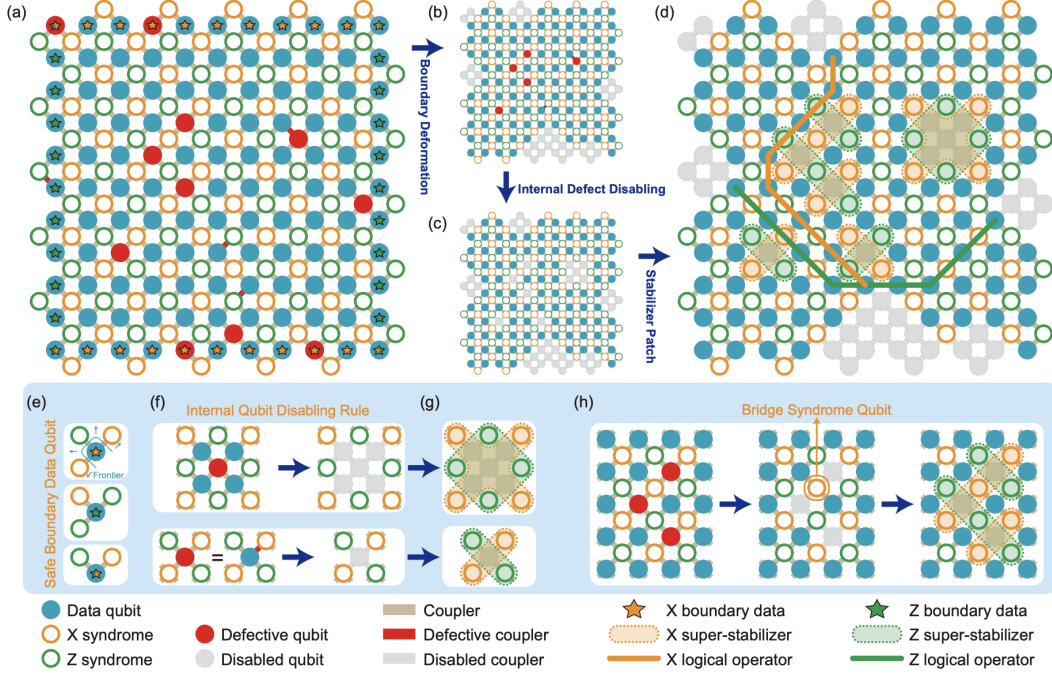 (a)
(b)
Boundary Deformation
Internal Defect Disabling
(c)
Stabilizer Patch
(d)
(e)
Safe Boundary Data Qubit
Frontier
(f)
Internal Qubit Disabling Rule
=
(g)
(h)
Bridge Syndrome Qubit
Data qubit
X syndrome
Z syndrome
Defective qubit
Disabled qubit
Coupler
Defective coupler
Disabled coupler
X boundary data
X super-stabilizer
X logical operator
Z boundary data
Z super-stabilizer
Z logical operator